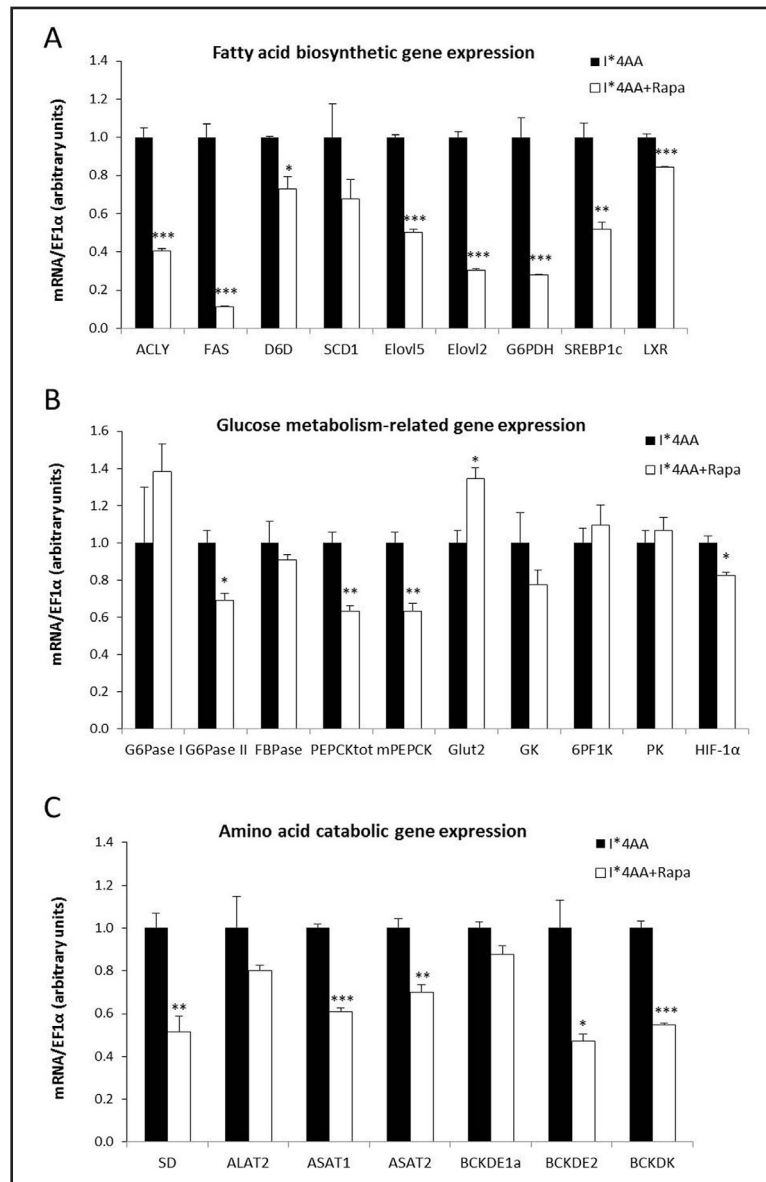 A
Fatty acid biosynthetic gene expression
I*4AA
I*4AA+Rapa
mRNA/EF1α (arbitrary units)
1.4
1.2
1.0
0.8
0.6
0.4
0.2
0.0
*** *** * *** *** *** ** ***
ACLY FAS D6D SCD1 Elovl5 Elovl2 G6PDH SREBP1c LXR
B
Glucose metabolism-related gene expression
I*4AA
I*4AA+Rapa
mRNA/EF1α (arbitrary units)
1.6
1.4
1.2
1.0
0.8
0.6
0.4
0.2
0.0
* ** ** * *
G6Pase I G6Pase II FBPase PEPCKtot mPEPCK Glut2 GK 6PF1K PK HIF-1α
C
Amino acid catabolic gene expression
I*4AA
I*4AA+Rapa
mRNA/EF1α (arbitrary units)
1.4
1.2
1.0
0.8
0.6
0.4
0.2
0.0
** *** ** * ***
SD ALAT2 ASAT1 ASAT2 BCKDE1a BCKDE2 BCKDK